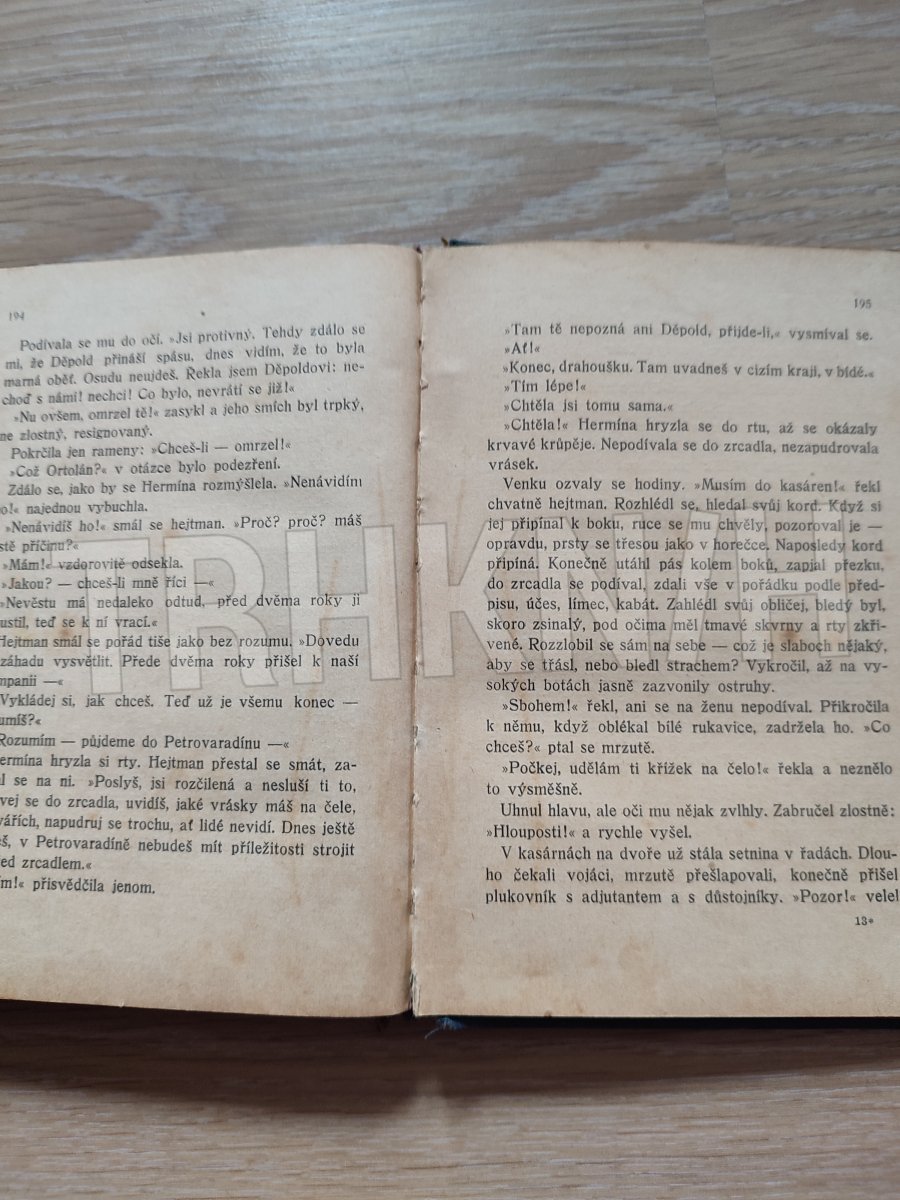 194
Podívala se mu do očí. »Jsi protivný. Tehdy zdálo se
mi, že Děpold přináší spásu, dnes vidím, že to byla
marná oběť. Osudu neujdeš. Řekla jsem Děpoldovi: ne-
choď s námi! nechci! Co bylo, nevrátí se již!«
»Nu ovšem, omrzel tě!« zasykl a jeho smích byl trpký,
ne zlostný, resignovaný.
Pokrčila jen rameny: »Chceš-li — omrzel!«
»Což Ortolán?« v otázce bylo podezření.
Zdálo se, jako by se Hermína rozmýšlela. »Nenávidím
o!« najednou vybuchla.
»Nenávidíš ho!« smál se hejtman. »Proč? proč? máš
stě příčinu?«
»Mám!« vzdorovitě odsekla.
»Jakou? — chceš-li mně říci —«
»Nevěstu má nedaleko odtud, před dvěma roky ji
ustil, teď se k ní vrací.«
Hejtman smál se pořád tiše jako bez rozumu. »Dovedu
záhadu vysvětlit. Přede dvěma roky přišel k naší
mpanii —«
Vykládej si, jak chceš. Teď už je všemu konec —
umíš?«
Rozumím — půjdeme do Petrovaradínu —«
ermína hryzla si rty. Hejtman přestal se smát, za-
al se na ni. »Poslyš, jsi rozčilená a nesluší ti to,
vej se do zrcadla, uvidíš, jaké vrásky máš na čele,
vářích, napudruj se trochu, ať lidé nevidí. Dnes ještě
eš, v Petrovaradíně nebudeš mít příležitosti strojit
ed zrcadlem.«
ím!« přisvědčila jenom.
195
»Tam tě nepozná ani Děpold, přijde-li,« vysmíval se.
»Ať!«
»Konec, drahoušku. Tam uvadneš v cizím kraji, v bídě.«
»Tím lépe!«
»Chtěla jsi tomu sama.«
»Chtěla!« Hermína hryzla se do rtu, až se okázaly
krvavé krůpěje. Nepodívala se do zrcadla, nezapudrovala
vrásek.
Venku ozvaly se hodiny. »Musím do kasáren!« řekl
chvatně hejtman. Rozhlédl se, hledal svůj kord. Když si
jej připínal k boku, ruce se mu chvěly, pozoroval je —
opravdu, prsty se třesou jako v horečce. Naposledy kord
připíná. Konečně utáhl pás kolem boků, zapjal přezku,
do zrcadla se podíval, zdali vše v pořádku podle před-
pisu, účes, límec, kabát. Zahlédl svůj obličej, bledý byl,
skoro zsinalý, pod očima měl tmavé skvrny a rty zkři-
vené. Rozzlobil se sám na sebe — což je slaboch nějaký,
aby se třásl, nebo bledl strachem? Vykročil, až na vy-
sokých botách jasně zazvonily ostruhy.
»Sbohem!« řekl, ani se na ženu nepodíval. Přikročila
k němu, když oblékal bílé rukavice, zadržela ho. »Co
chceš?« ptal se mrzutě.
»Počkej, udělám ti křížek na čelo!« řekla a neznělo
to výsměšně.
Uhnul hlavu, ale oči mu nějak zvlhly. Zabručel zlostně:
»Hlouposti!« a rychle vyšel.
V kasárnách na dvoře už stála setnina v řadách. Dlou-
ho čekali vojáci, mrzutě přešlapovali, konečně přišel
plukovník s adjutantem a s důstojníky. »Pozor!« velel
13*